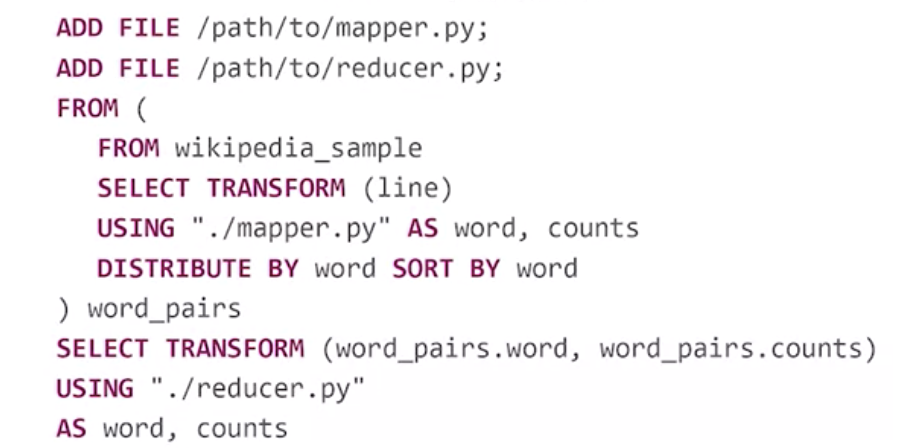 ADD FILE /path/to/mapper.py;
ADD FILE /path/to/reducer.py;
FROM (
FROM wikipedia_sample
SELECT TRANSFORM (line)
USING "./mapper.py" AS word, counts
DISTRIBUTE BY word SORT BY word
) word_pairs
SELECT TRANSFORM (word_pairs.word, word_pairs.counts)
USING "./reducer.py"
AS word, counts